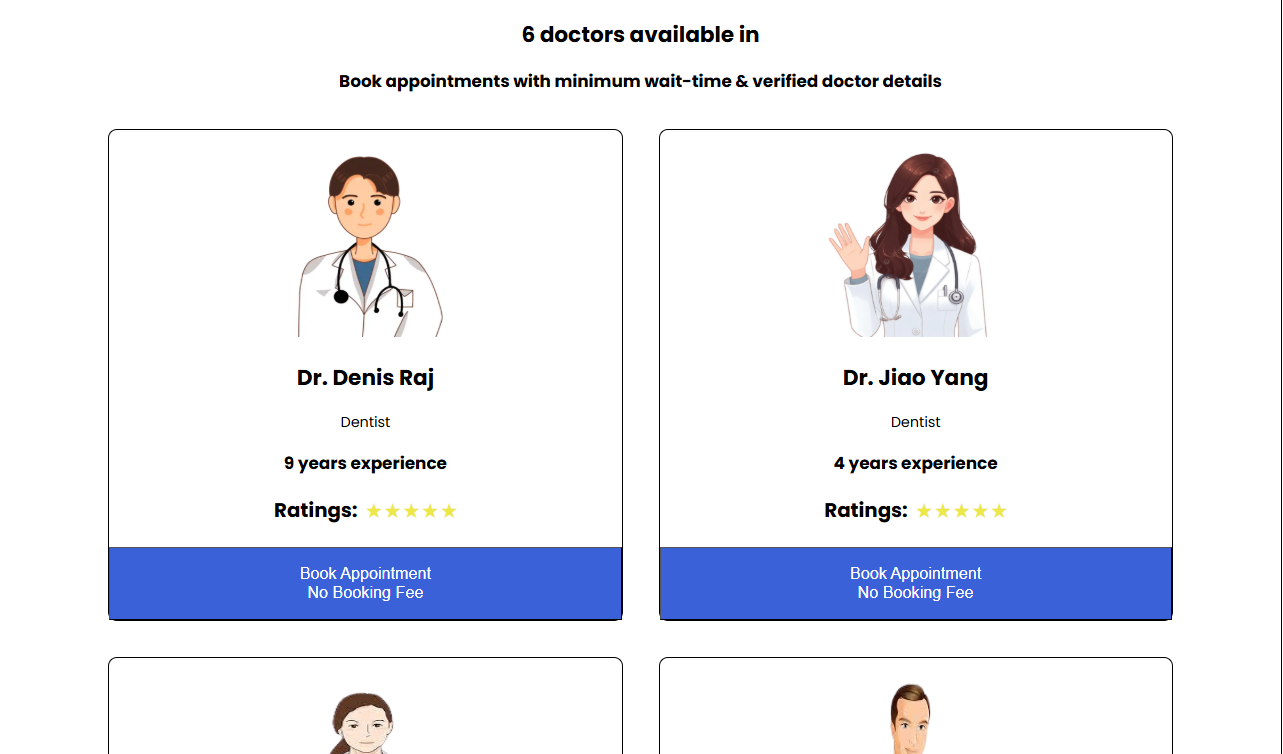 6 doctors available in
Book appointments with minimum wait-time & verified doctor details
Dr. Denis Raj
Dentist
9 years experience
Ratings: ★★★★★
Book Appointment
No Booking Fee
Dr. Jiao Yang
Dentist
4 years experience
Ratings: ★★★★★
Book Appointment
No Booking Fee